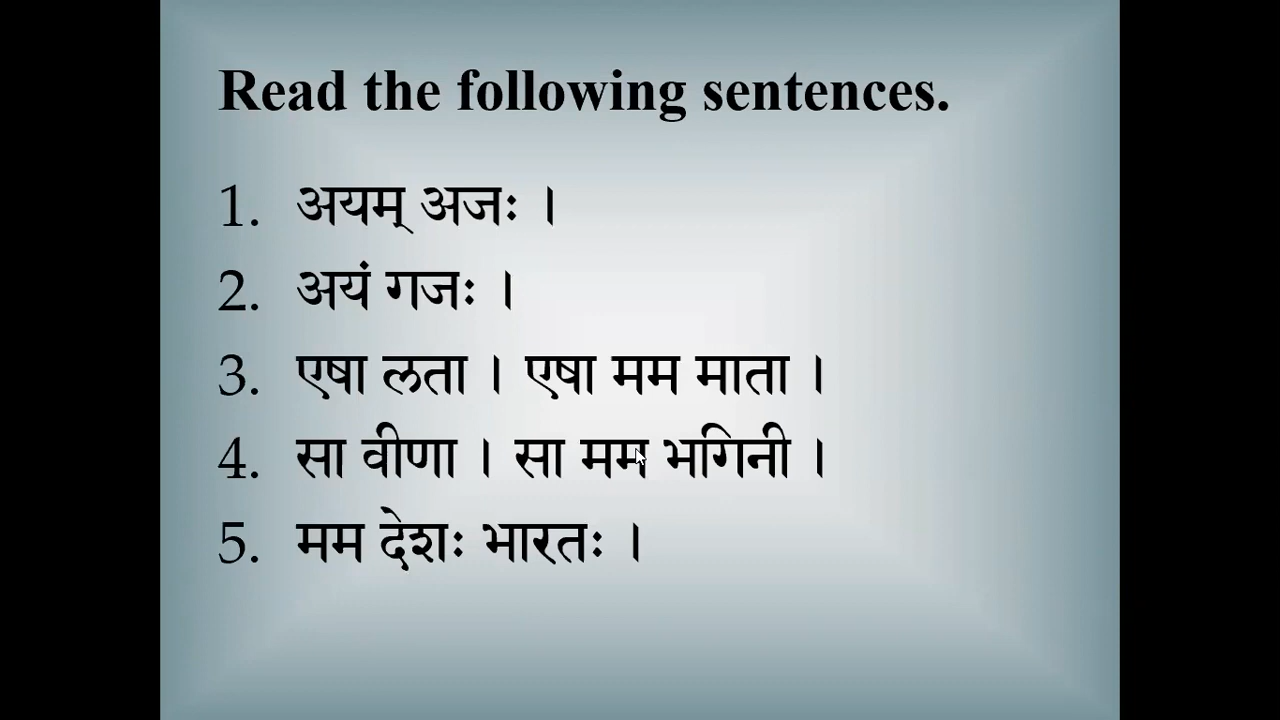 Read the following sentences.
1. अयम् अजः ।
2. अयं गजः ।
3. एषा लता । एषा मम माता ।
4. सा वीणा । सा मम भगिनी ।
5. मम देशः भारतः ।